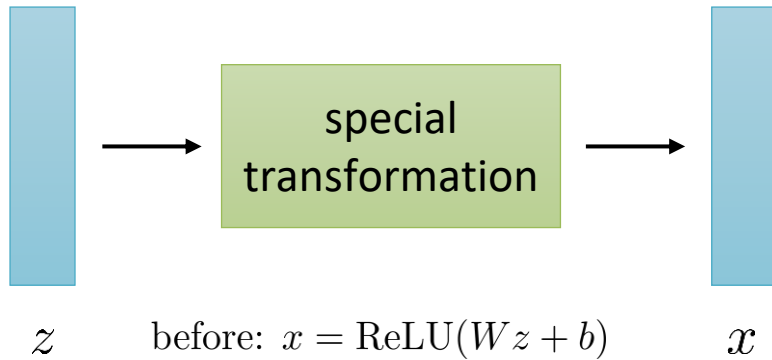 special
transformation
z
before: x = ReLU(Wz + b)
x